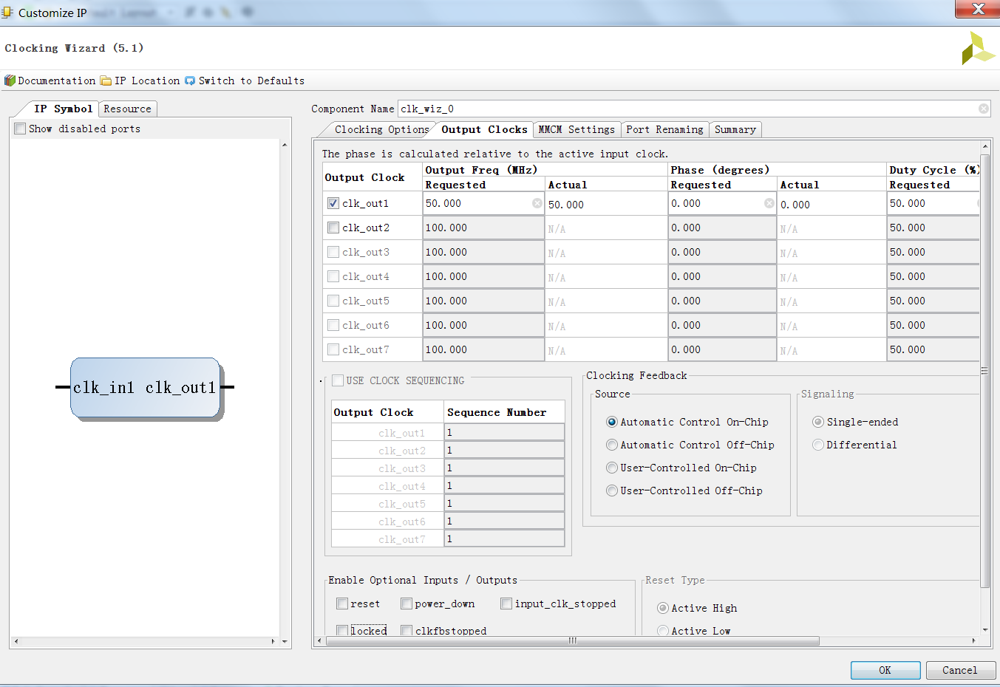 Customize IP
Clocking Wizard (5.1)
Documentation IP Location Switch to Defaults
IP Symbol Resource
Show disabled ports
clk_in1 clk_out1
Component Name clk_wiz_0
Clocking Options Output Clocks MMCM Settings Port Renaming Summary
The phase is calculated relative to the active input clock.
Output Clock Output Freq (MHz) Phase (degrees) Duty Cycle (%)
Requested Actual Requested Actual Requested
clk_out1 50.000 50.000 0.000 0.000 50.000
clk_out2 100.000 N/A 0.000 N/A 50.000
clk_out3 100.000 N/A 0.000 N/A 50.000
clk_out4 100.000 N/A 0.000 N/A 50.000
clk_out5 100.000 N/A 0.000 N/A 50.000
clk_out6 100.000 N/A 0.000 N/A 50.000
clk_out7 100.000 N/A 0.000 N/A 50.000
USE CLOCK SEQUENCING
Output Clock Sequence Number
clk_out1 1
clk_out2 1
clk_out3 1
clk_out4 1
clk_out5 1
clk_out6 1
clk_out7 1
Clocking Feedback
Source
Automatic Control On-Chip
Automatic Control Off-Chip
User-Controlled On-Chip
User-Controlled Off-Chip
Signaling
Single-ended
Differential
Enable Optional Inputs / Outputs
reset power_down input_clk_stopped
locked clkfbstopped
Reset Type
Active High
Active Low
OK Cancel